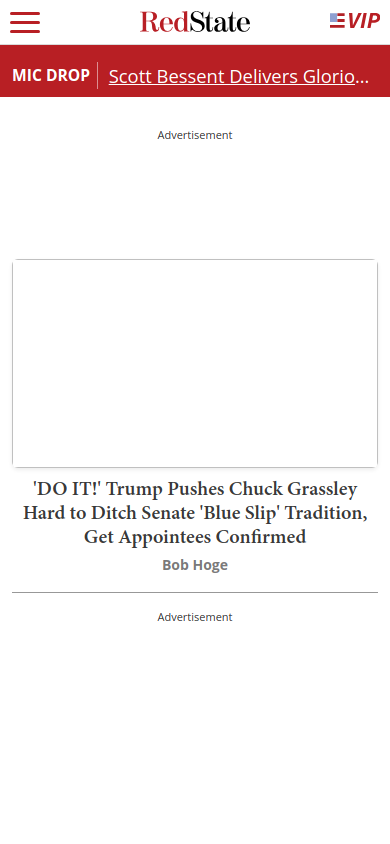 RedState
VIP
MIC DROP
Scott Bessent Delivers Glorio...
Advertisement
'DO IT!' Trump Pushes Chuck Grassley
Hard to Ditch Senate 'Blue Slip' Tradition,
Get Appointees Confirmed
Bob Hoge
Advertisement